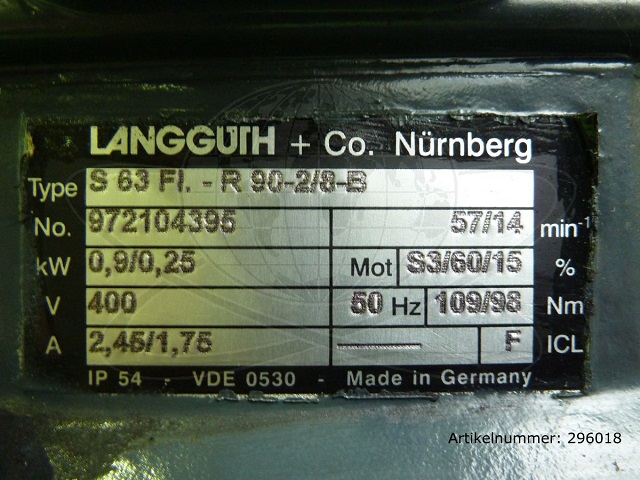 LANGGUTH + Co. Nürnberg
Type S 63 Fl. - R 90-2/8-B
No. 972104395 57/14 min⁻¹
kW 0,9/0,25 Mot S3/60/15 %
V 400 50 Hz 109/98 Nm
A 2,45/1,75 ——— F ICL
IP 54 - VDE 0530 - Made in Germany
Artikelnummer: 296018